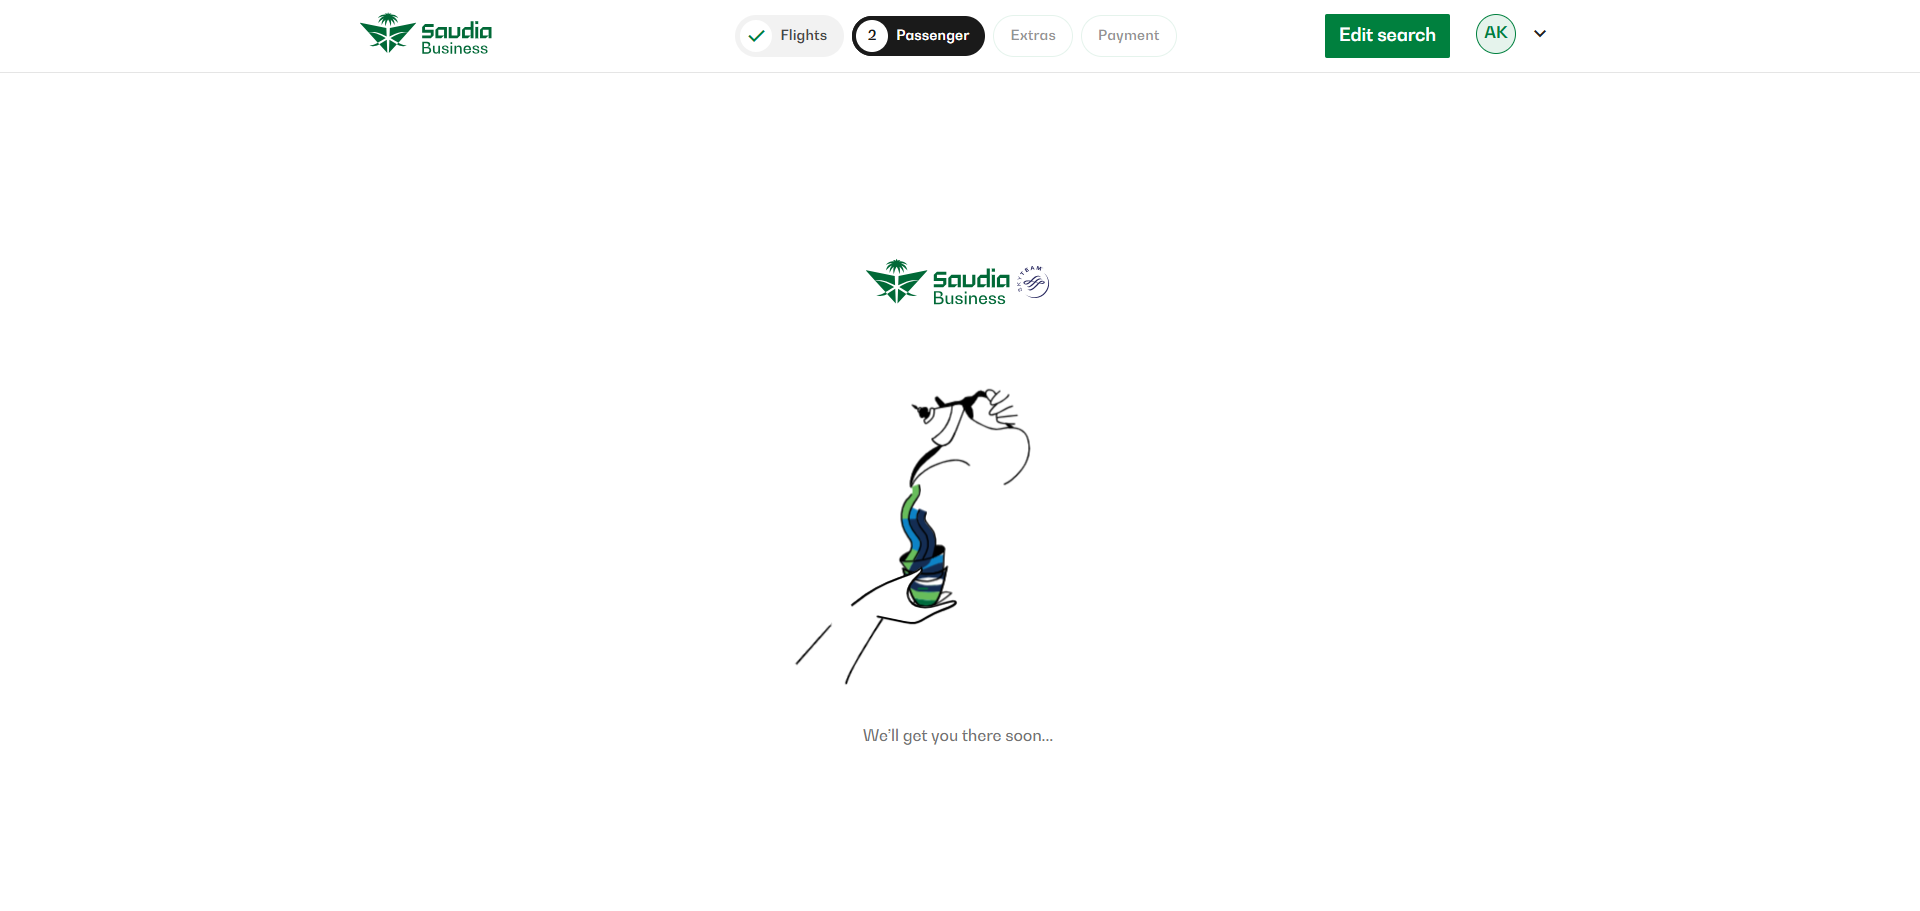 Saudia
Business
Flights
2
Passenger
Extras
Payment
Edit search
AK
Saudia
Business
SKYTEAM
We'll get you there soon...